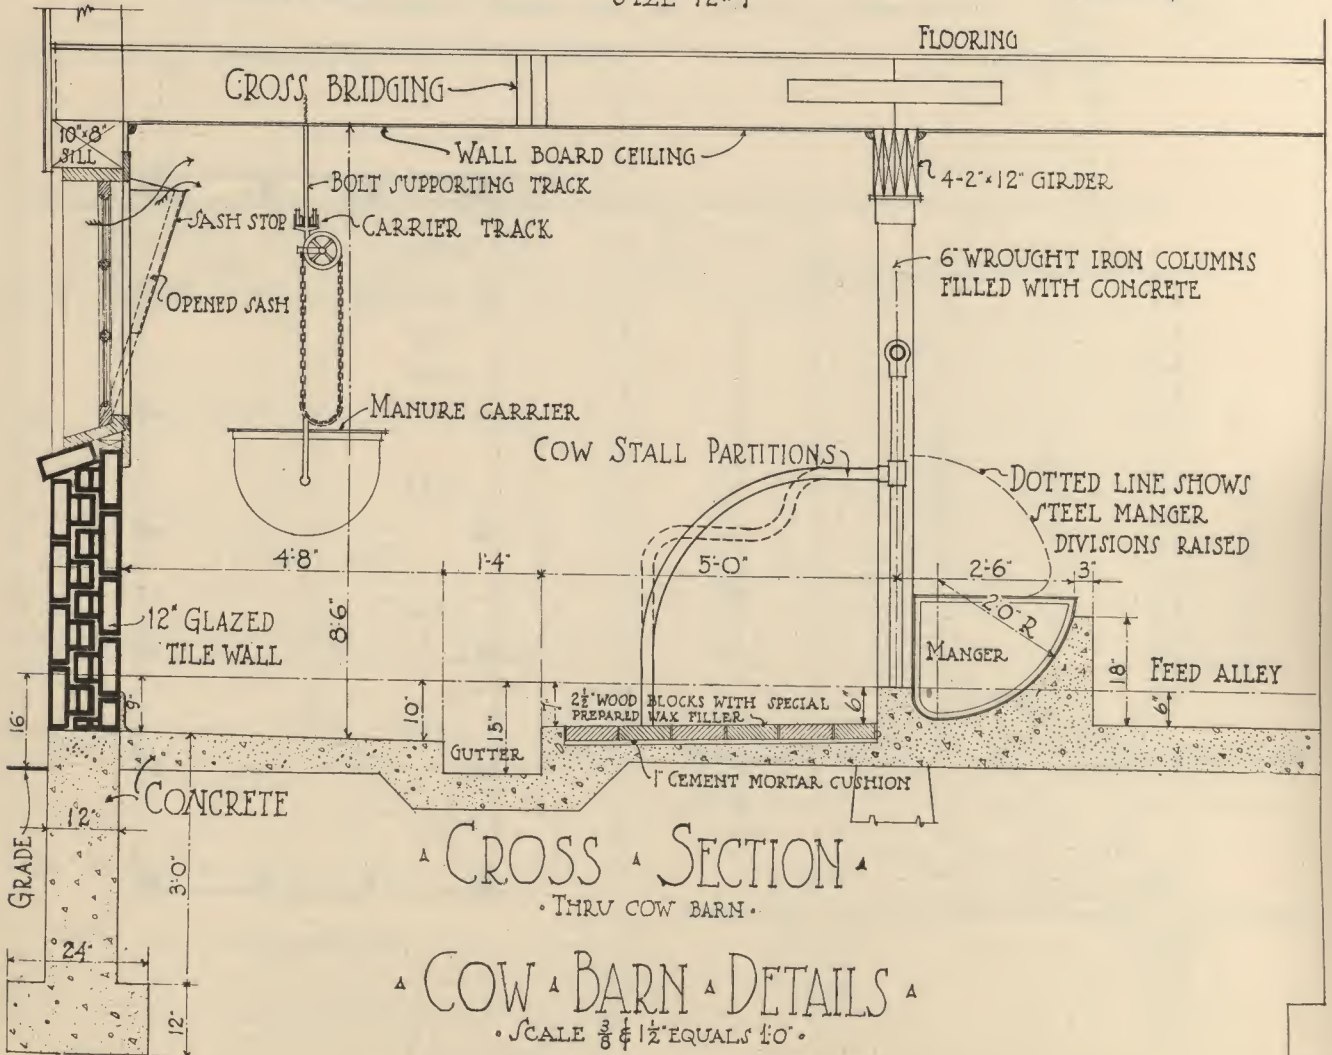 FLOORING
CROSS BRIDGING
10"×8"
SILL
WALL BOARD CEILING
BOLT SUPPORTING TRACK
4-2"×12" GIRDER
SASH STOP
CARRIER TRACK
6" WROUGHT IRON COLUMNS
FILLED WITH CONCRETE
OPENED SASH
MANURE CARRIER
COW STALL PARTITIONS
DOTTED LINE SHOWS
STEEL MANGER
DIVISIONS RAISED
4'-8"
1'-4"
5'-0"
2'-6"
3"
8'-6"
2'-0" R
12" GLAZED
TILE WALL
MANGER
FEED ALLEY
18"
16"
9"
10"
15"
7"
2½" WOOD BLOCKS WITH SPECIAL
PREPARED WAX FILLER
6"
6"
GUTTER
1" CEMENT MORTAR CUSHION
CONCRETE
12"
GRADE
3'-0"
CROSS SECTION
THRU COW BARN
24"
12"
COW BARN DETAILS
SCALE ⅜ & 1½" EQUALS 1'-0"